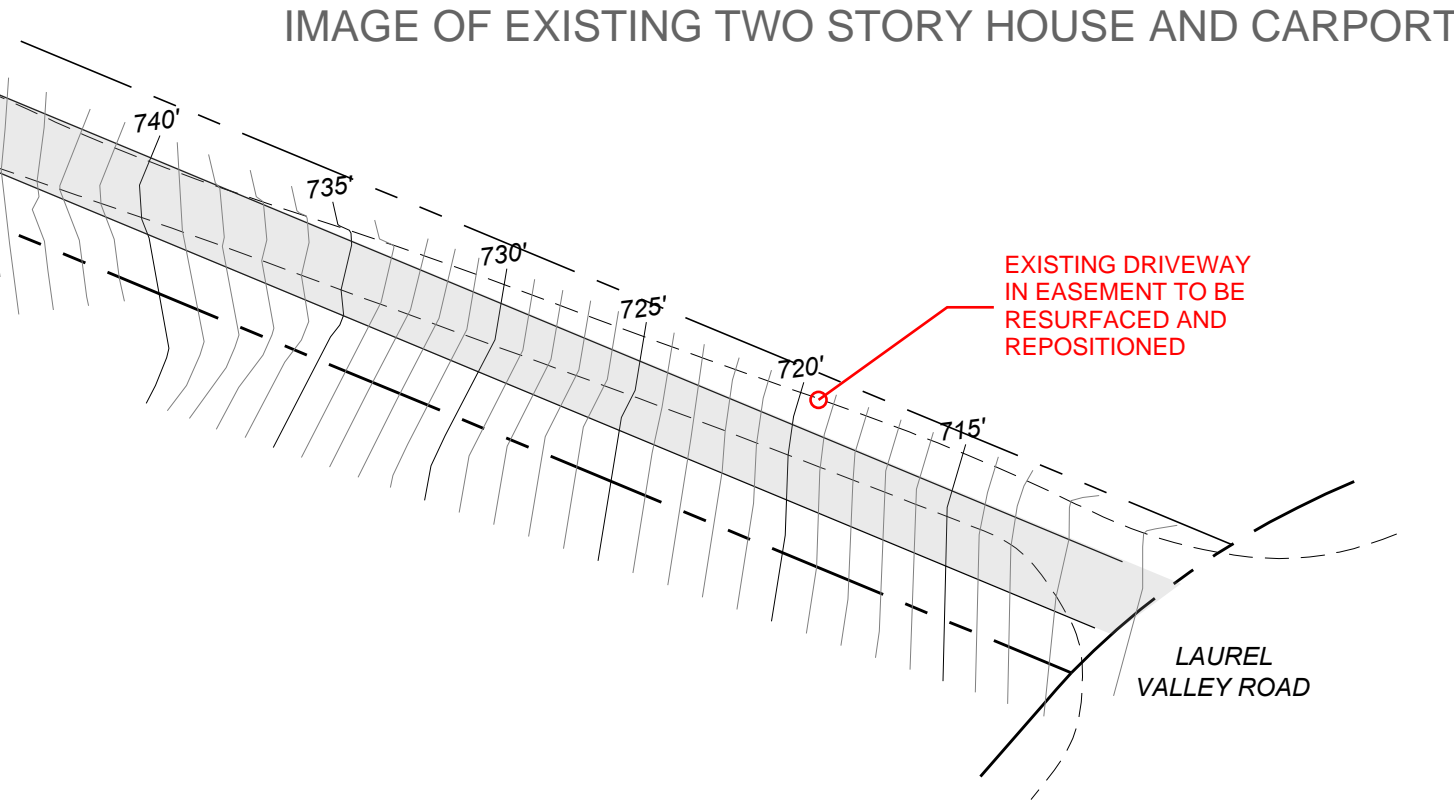 IMAGE OF EXISTING TWO STORY HOUSE AND CARPORT
740'
735'
730'
725'
720'
715'
EXISTING DRIVEWAY
IN EASEMENT TO BE
RESURFACED AND
REPOSITIONED
LAUREL
VALLEY ROAD